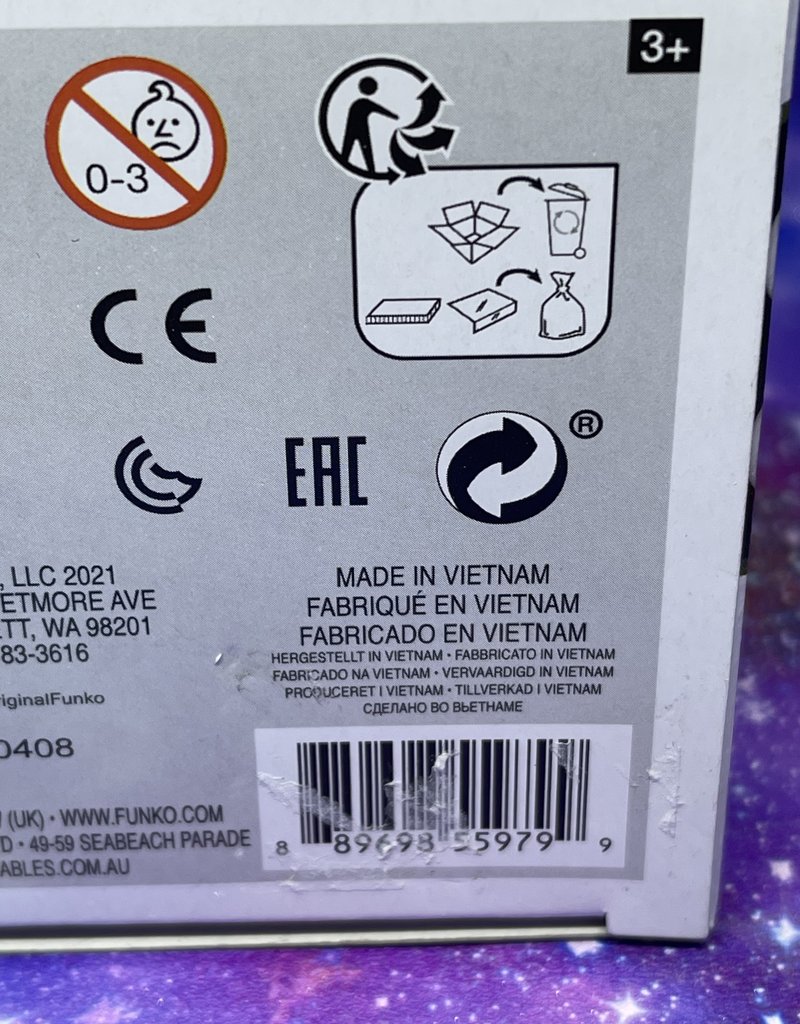 3+
0-3
CE
EAC
®
, LLC 2021
ETMORE AVE
TT, WA 98201
83-3616
riginalFunko
0408
(UK) • WWW.FUNKO.COM
D • 49-59 SEABEACH PARADE
ABLES.COM.AU
MADE IN VIETNAM
FABRIQUÉ EN VIETNAM
FABRICADO EN VIETNAM
HERGESTELLT IN VIETNAM • FABBRICATO IN VIETNAM
FABRICADO NA VIETNAM • VERVAARDIGD IN VIETNAM
PRODUCERET I VIETNAM • TILLVERKAD I VIETNAM
СДЕЛАНО ВО ВЬЕТНАМЕ
8 89698 55979 9